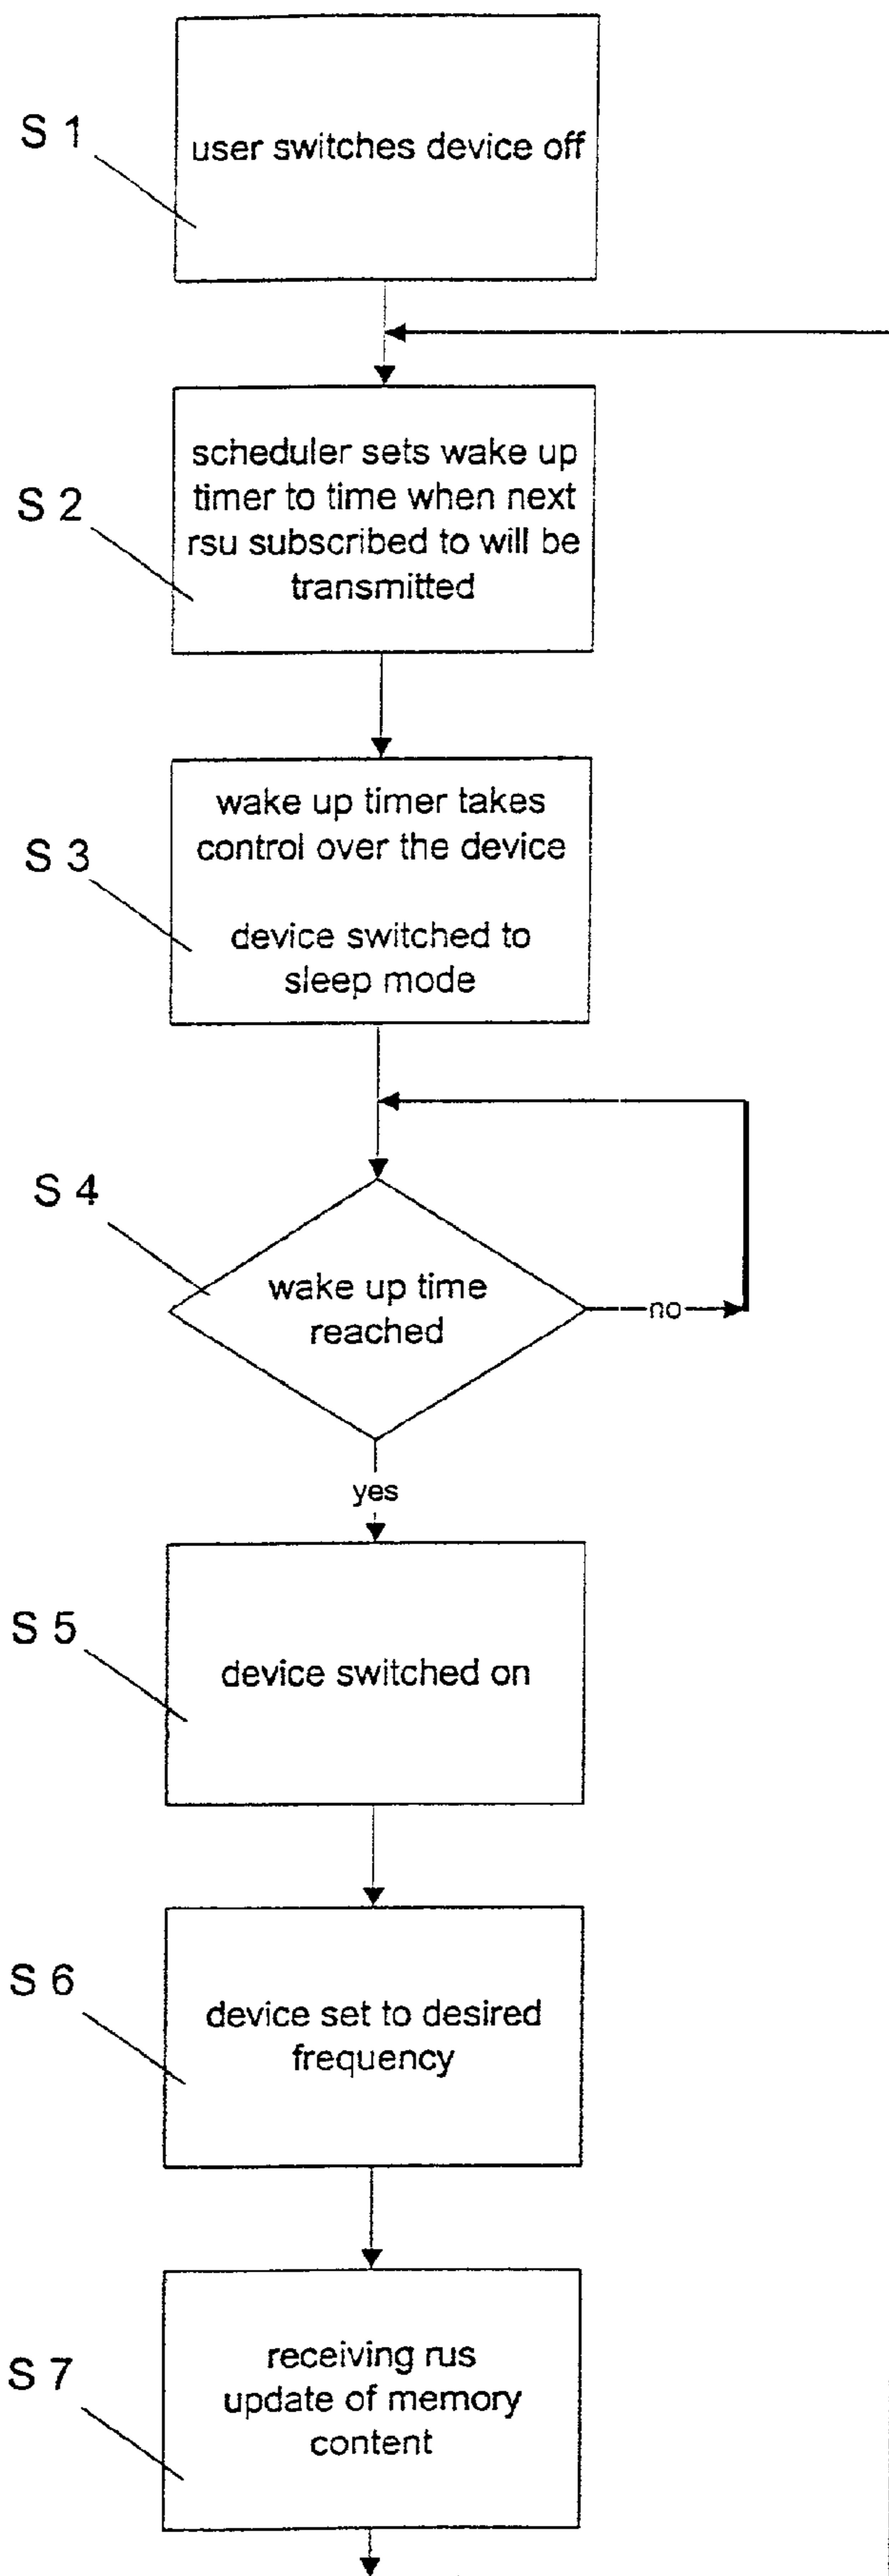 S 1
user switches device off
S 2
scheduler sets wake up
timer to time when next
rsu subscribed to will be
transmitted
S 3
wake up timer takes
control over the device
device switched to
sleep mode
S 4
wake up time
reached
no
yes
S 5
device switched on
S 6
device set to desired
frequency
S 7
receiving rus
update of memory
content